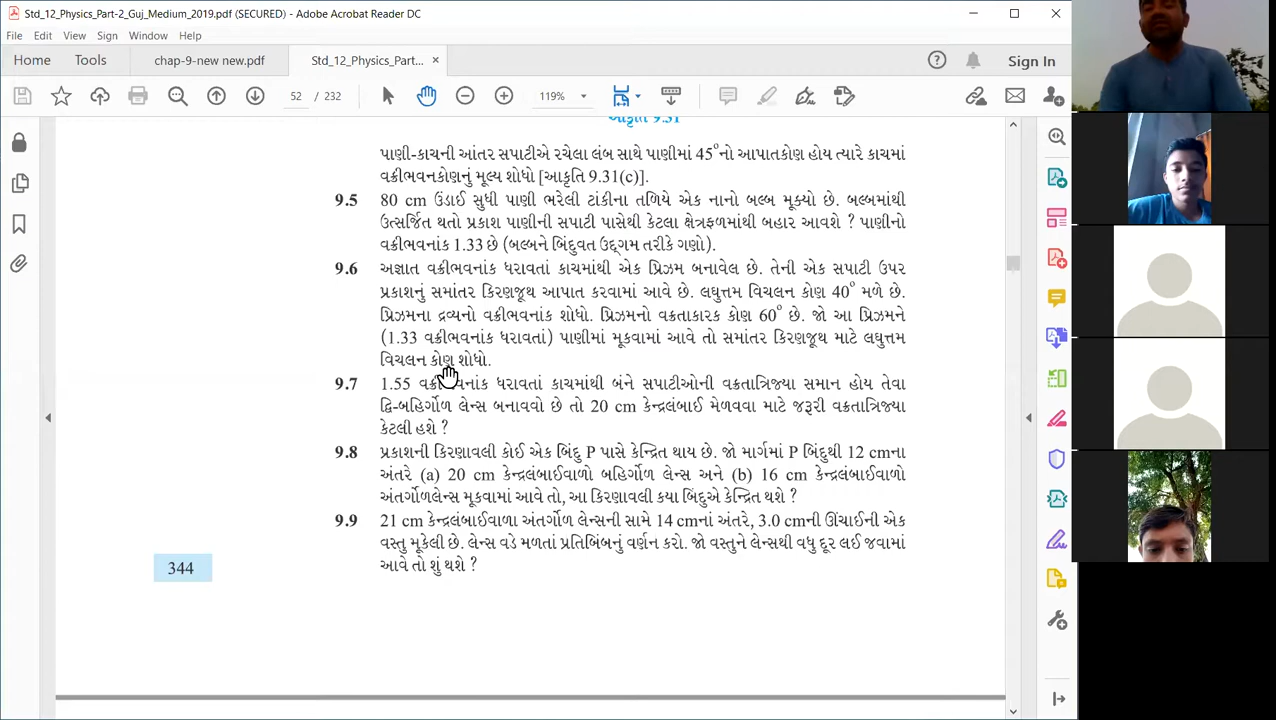 Std_12_Physics_Part-2_Guj_Medium_2019.pdf (SECURED) - Adobe Acrobat Reader DC
File Edit View Sign Window Help
Home Tools chap-9-new new.pdf Std_12_Physics_Part... × Sign In
52 / 232 119%
આકૃતિ 9.31
પાણી-કાચની આંતર સપાટીએ રચેલા લંબ સાથે પાણીમાં 45°નો આપાતકોણ હોય ત્યારે કાચમાં
વક્રીભવનકોણનું મૂલ્ય શોધો [આકૃતિ 9.31(c)].
9.5 80 cm ઉંડાઈ સુધી પાણી ભરેલી ટાંકીના તળિયે એક નાનો બલ્બ મૂક્યો છે. બલ્બમાંથી
ઉત્સર્જિત થતો પ્રકાશ પાણીની સપાટી પાસેથી કેટલા ક્ષેત્રફળમાંથી બહાર આવશે ? પાણીનો
વક્રીભવનાંક 1.33 છે (બલ્બને બિંદુવત ઉદ્‌ગમ તરીકે ગણો).
9.6 અજ્ઞાત વક્રીભવનાંક ધરાવતાં કાચમાંથી એક પ્રિઝમ બનાવેલ છે. તેની એક સપાટી ઉપર
પ્રકાશનું સમાંતર કિરણજૂથ આપાત કરવામાં આવે છે. લઘુત્તમ વિચલન કોણ 40° મળે છે.
પ્રિઝમના દ્રવ્યનો વક્રીભવનાંક શોધો. પ્રિઝમનો વક્રતાકારક કોણ 60° છે. જો આ પ્રિઝમને
(1.33 વક્રીભવનાંક ધરાવતાં) પાણીમાં મૂકવામાં આવે તો સમાંતર કિરણજૂથ માટે લઘુત્તમ
વિચલન કોણ શોધો.
9.7 1.55 વક્રીભવનાંક ધરાવતાં કાચમાંથી બંને સપાટીઓની વક્રતાત્રિજ્યા સમાન હોય તેવા
દ્વિ-બહિર્ગોળ લેન્સ બનાવવો છે તો 20 cm કેન્દ્રલંબાઈ મેળવવા માટે જરૂરી વક્રતાત્રિજ્યા
કેટલી હશે ?
9.8 પ્રકાશની કિરણાવલી કોઈ એક બિંદુ P પાસે કેન્દ્રિત થાય છે. જો માર્ગમાં P બિંદુથી 12 cmના
અંતરે (a) 20 cm કેન્દ્રલંબાઈવાળો બહિર્ગોળ લેન્સ અને (b) 16 cm કેન્દ્રલંબાઈવાળો
અંતર્ગોળલેન્સ મૂકવામાં આવે તો, આ કિરણાવલી કયા બિંદુએ કેન્દ્રિત થશે ?
9.9 21 cm કેન્દ્રલંબાઈવાળા અંતર્ગોળ લેન્સની સામે 14 cmનાં અંતરે, 3.0 cmની ઊંચાઈની એક
વસ્તુ મૂકેલી છે. લેન્સ વડે મળતાં પ્રતિબિંબનું વર્ણન કરો. જો વસ્તુને લેન્સથી વધુ દૂર લઈ જવામાં
આવે તો શું થશે ?
344